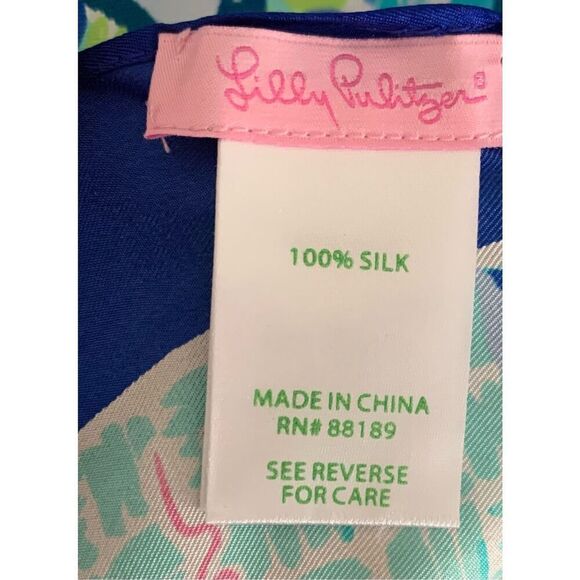 Lilly Pulitzer®
100% SILK
MADE IN CHINA
RN# 88189
SEE REVERSE
FOR CARE